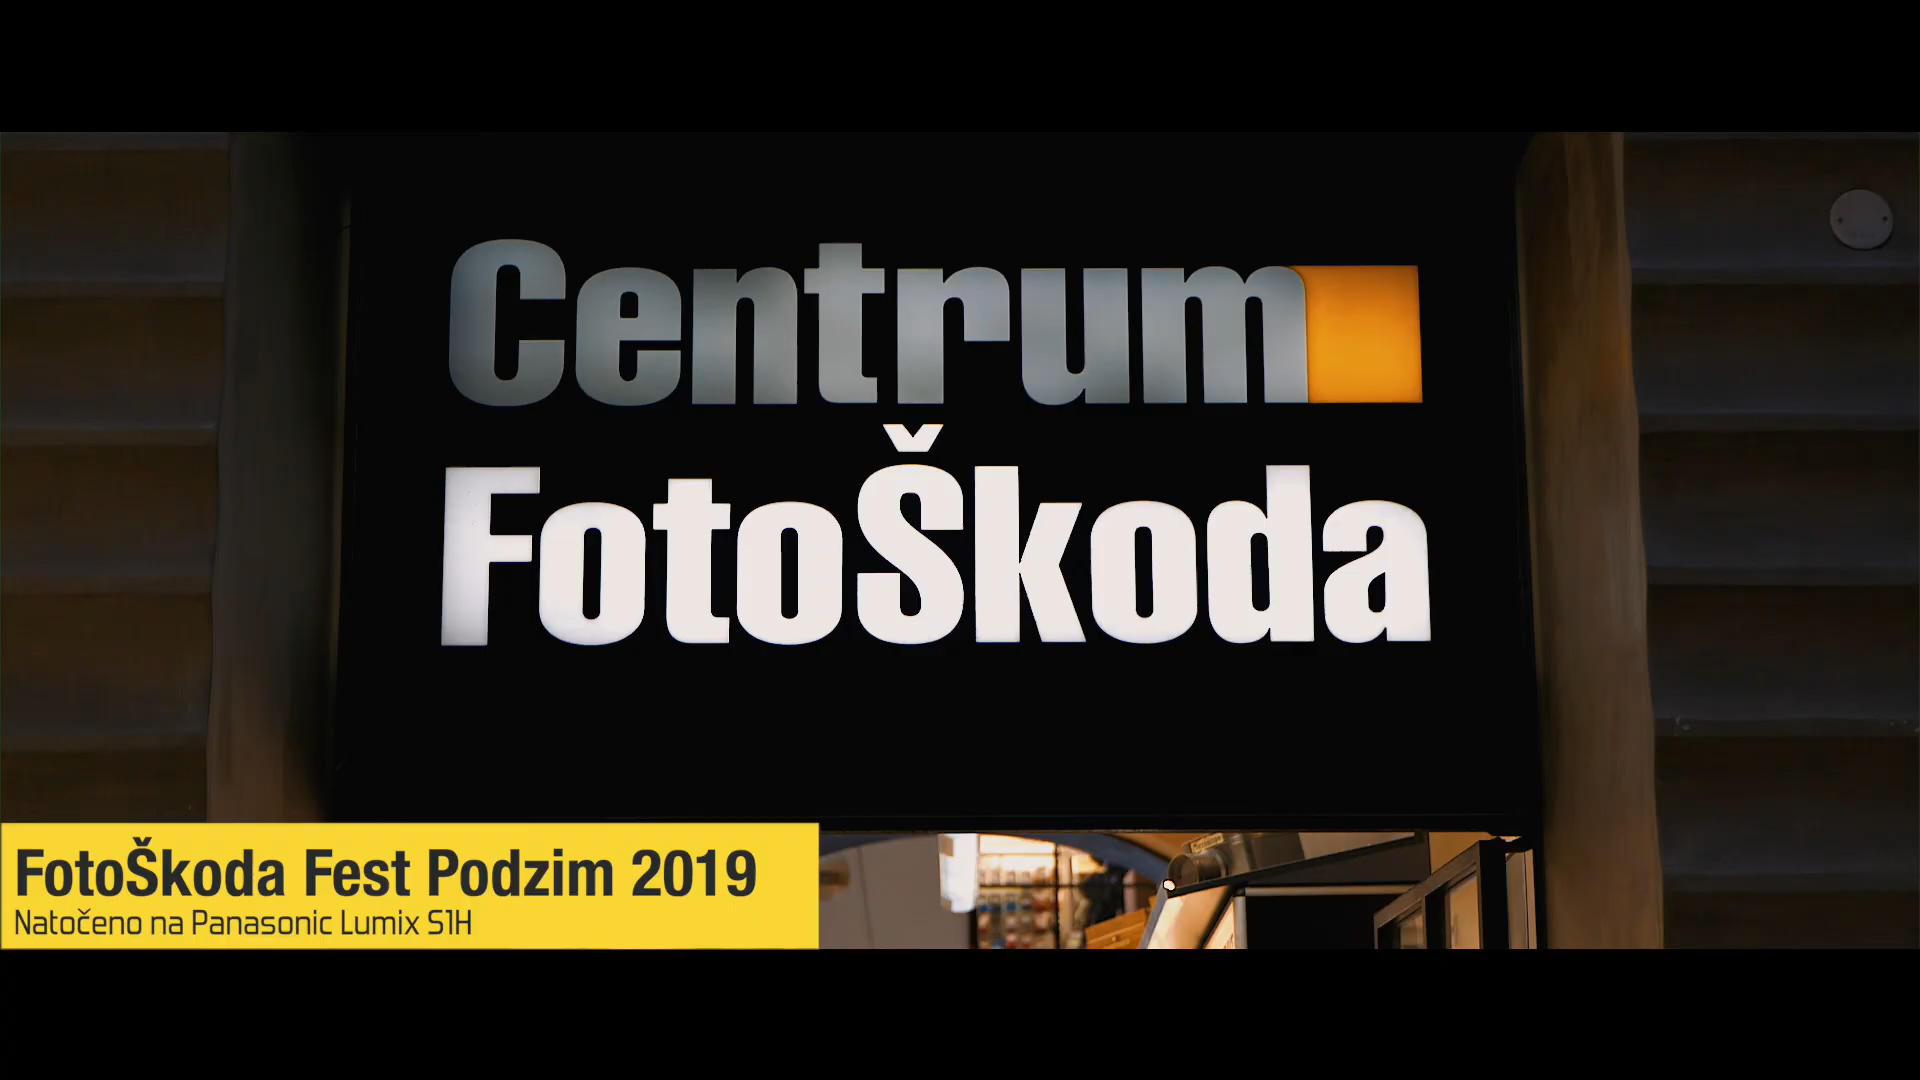 Centrum
FotoŠkoda
FotoŠkoda Fest Podzim 2019
Natočeno na Panasonic Lumix S1H